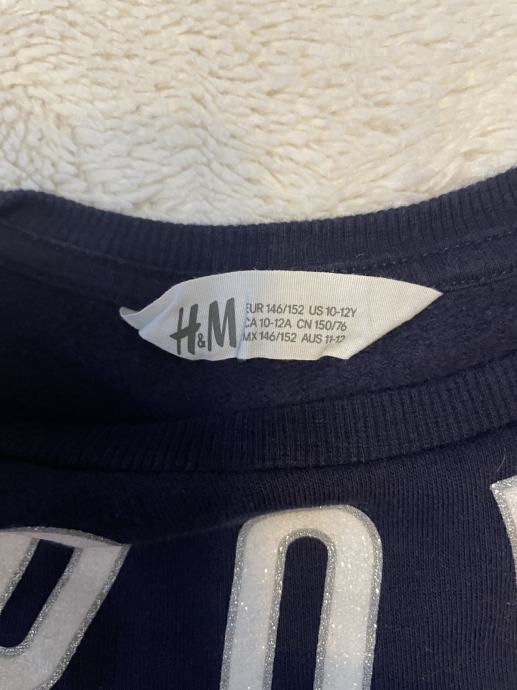 H&M
EUR 146/152 US 10-12Y
CA 10-12A CN 150/76
MX 146/152 AUS 11-12